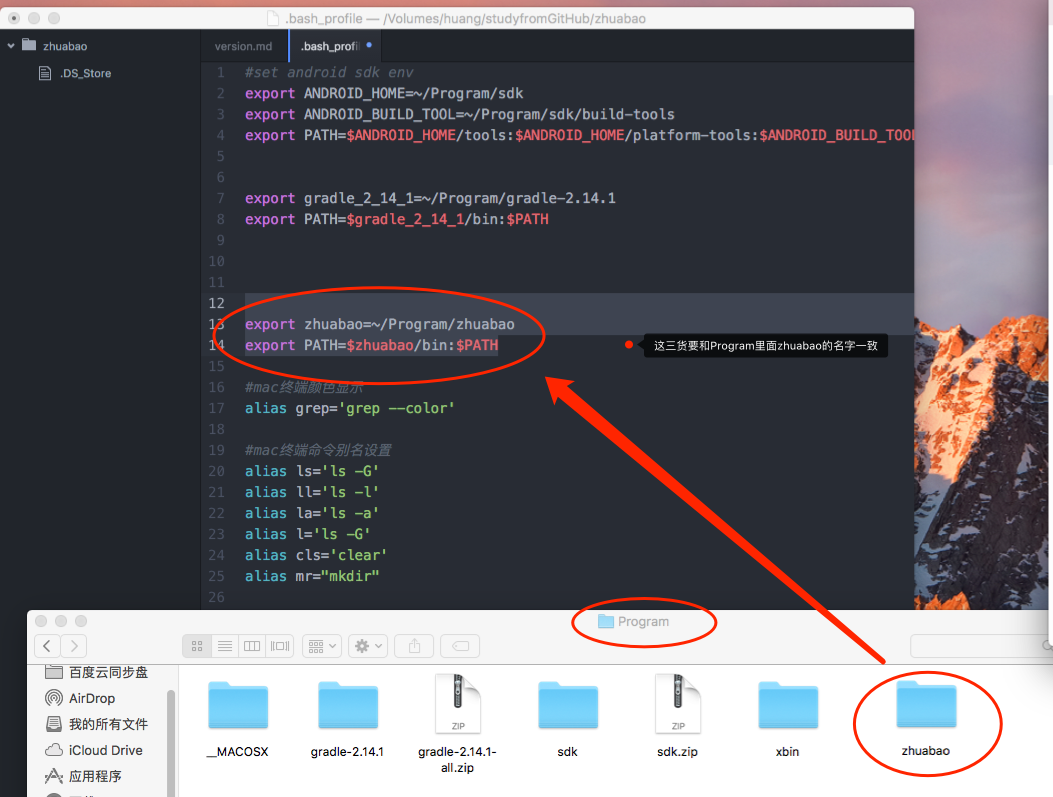 .bash_profile — /Volumes/huang/studyfromGitHub/zhuabao
zhuabao
.DS_Store
version.md
.bash_profil
1 #set android sdk env
2 export ANDROID_HOME=~/Program/sdk
3 export ANDROID_BUILD_TOOL=~/Program/sdk/build-tools
4 export PATH=$ANDROID_HOME/tools:$ANDROID_HOME/platform-tools:$ANDROID_BUILD_TOOL
5
6
7 export gradle_2_14_1=~/Program/gradle-2.14.1
8 export PATH=$gradle_2_14_1/bin:$PATH
9
10
11
12
13 export zhuabao=~/Program/zhuabao
14 export PATH=$zhuabao/bin:$PATH
这三货要和Program里面zhuabao的名字一致
15
16 #mac终端颜色显示
17 alias grep='grep --color'
18
19 #mac终端命令别名设置
20 alias ls='ls -G'
21 alias ll='ls -l'
22 alias la='ls -a'
23 alias l='ls -G'
24 alias cls='clear'
25 alias mr="mkdir"
26
Program
百度云同步盘
AirDrop
我的所有文件
iCloud Drive
应用程序
ZIP
ZIP
__MACOSX
gradle-2.14.1
gradle-2.14.1-
all.zip
sdk
sdk.zip
xbin
zhuabao